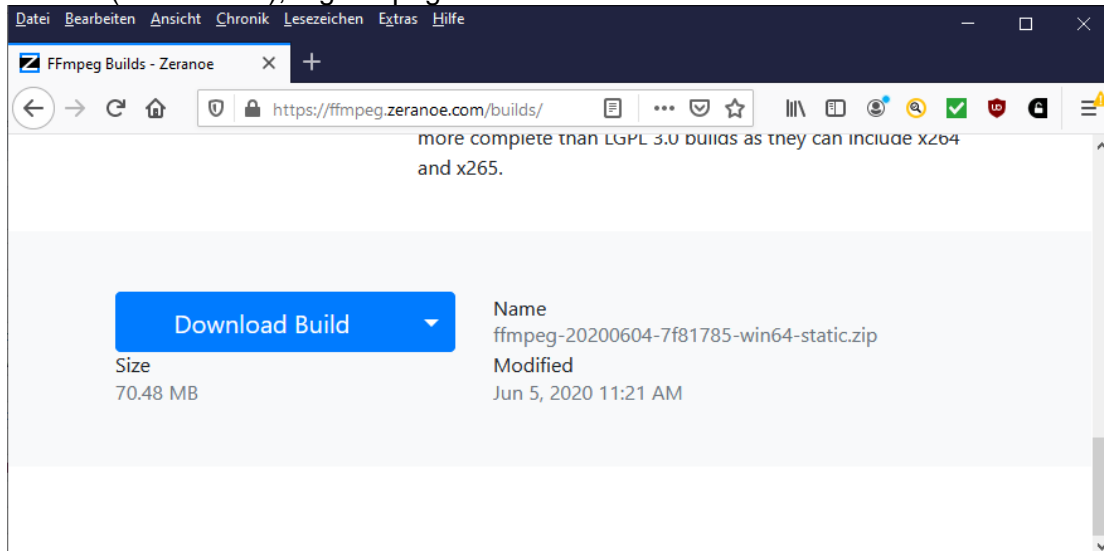 Datei Bearbeiten Ansicht Chronik Lesezeichen Extras Hilfe
FFmpeg Builds - Zeranoe
https://ffmpeg.zeranoe.com/builds/
more complete than LGPL 3.0 builds as they can include x264
and x265.
Download Build
Name
ffmpeg-20200604-7f81785-win64-static.zip
Size
70.48 MB
Modified
Jun 5, 2020 11:21 AM